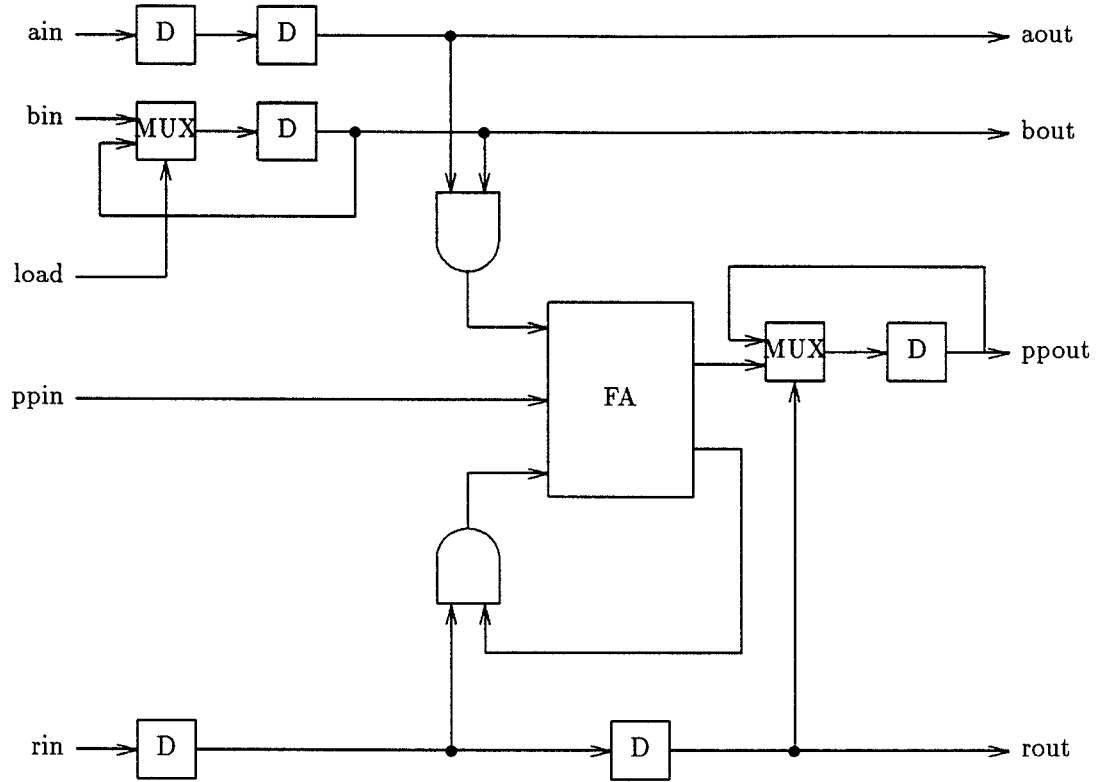 ain D D aout
bin MUX D bout
load
MUX D ppout
ppin FA
rin D D rout